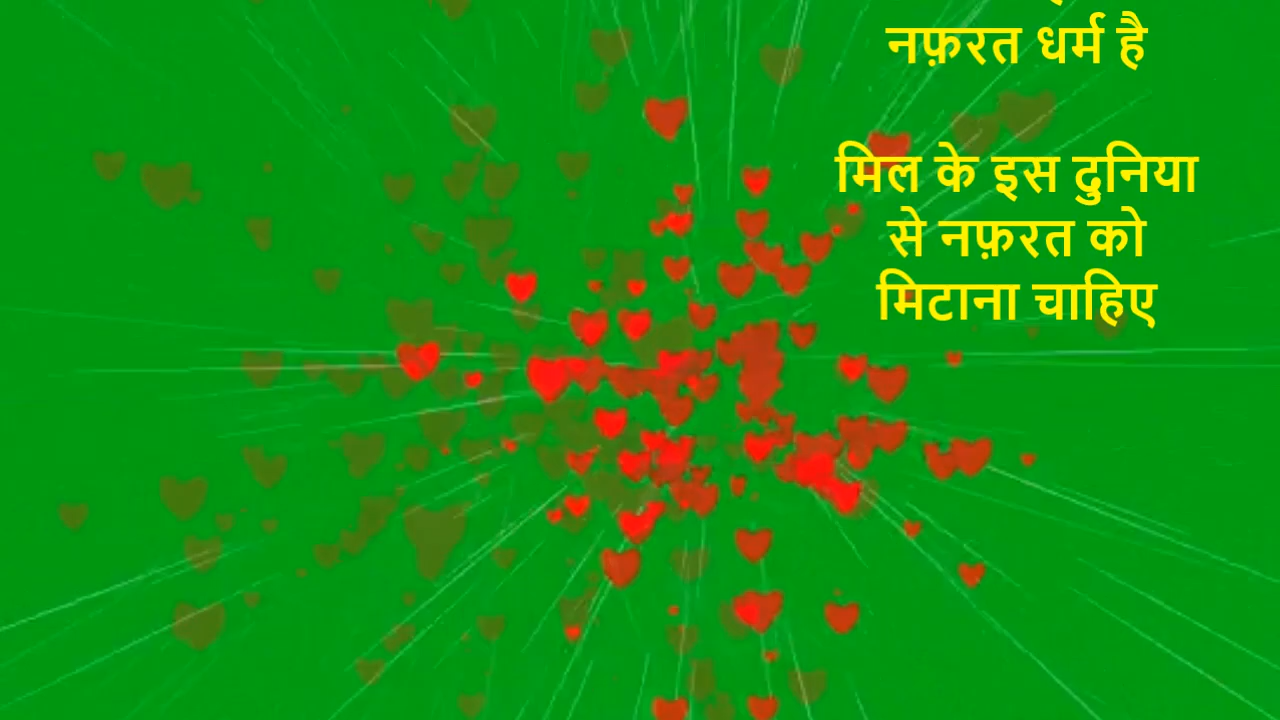 नफ़रत धर्म है
मिल के इस दुनिया
से नफ़रत को
मिटाना चाहिए